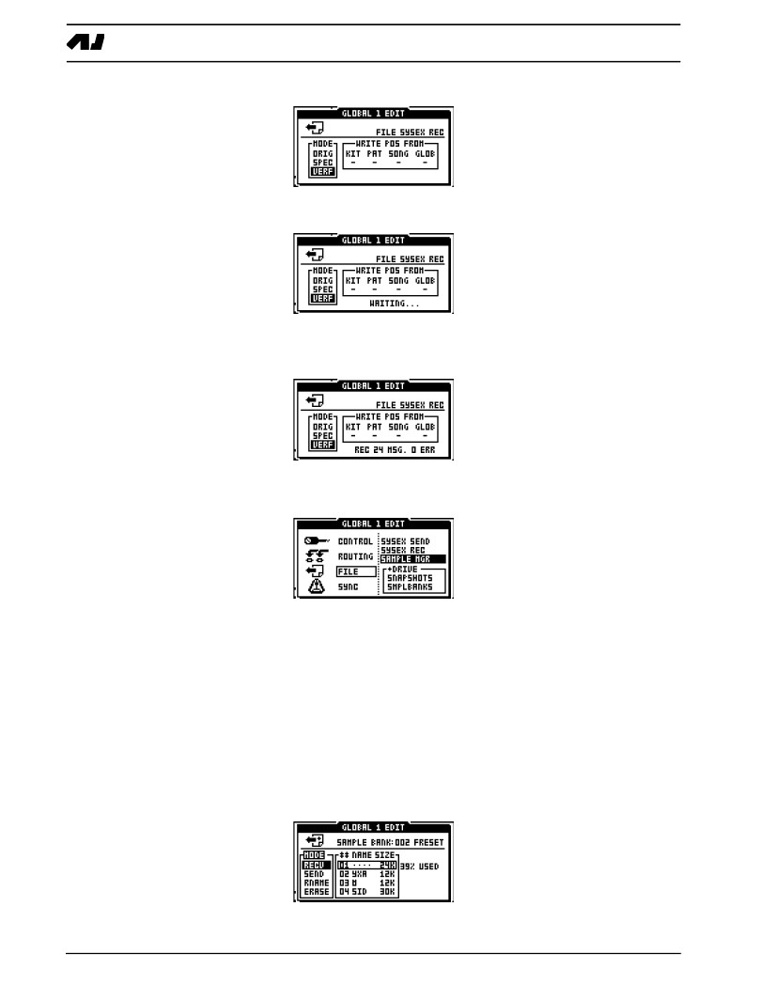 GLOBAL 1 EDIT
FILE SYSEX REC
MODE
WRITE POS FROM
ORIG
KIT PAT SONG GLOB
SPEC
- - - -
VERF
GLOBAL 1 EDIT
FILE SYSEX REC
MODE
WRITE POS FROM
ORIG
KIT PAT SONG GLOB
SPEC
- - - -
VERF
WAITING...
GLOBAL 1 EDIT
FILE SYSEX REC
MODE
WRITE POS FROM
ORIG
KIT PAT SONG GLOB
SPEC
- - - -
VERF
REC 24 MSG. 0 ERR
GLOBAL 1 EDIT
CONTROL
ROUTING
FILE
SYNC
SYSEX SEND
SYSEX REC
SAMPLE MGR
+DRIVE
SNAPSHOTS
SMPLBANKS
GLOBAL 1 EDIT
SAMPLE BANK:002 FRESET
MODE
RECV
SEND
RNAME
ERASE
## NAME SIZE
01 ···· 24K
02 YXA 12K
03 M 12K
04 SID 30K
39% USED